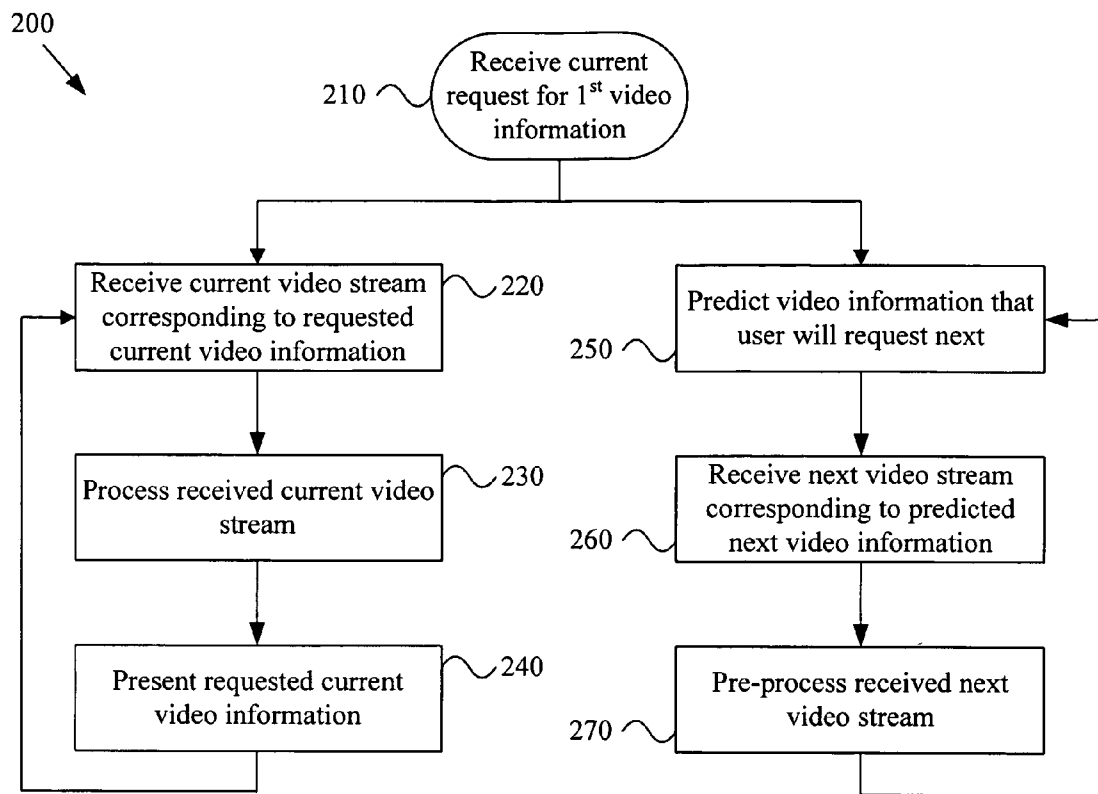 200
Receive current
request for 1st video
information
210
Receive current video stream
corresponding to requested
current video information
220
Process received current video
stream
230
Present requested current
video information
240
Predict video information that
user will request next
250
Receive next video stream
corresponding to predicted
next video information
260
Pre-process received next
video stream
270